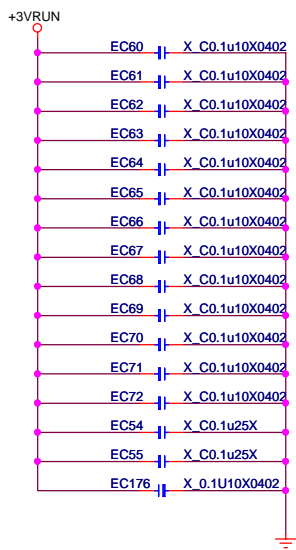 +3VRUN
EC60 X_C0.1u10X0402
EC61 X_C0.1u10X0402
EC62 X_C0.1u10X0402
EC63 X_C0.1u10X0402
EC64 X_C0.1u10X0402
EC65 X_C0.1u10X0402
EC66 X_C0.1u10X0402
EC67 X_C0.1u10X0402
EC68 X_C0.1u10X0402
EC69 X_C0.1u10X0402
EC70 X_C0.1u10X0402
EC71 X_C0.1u10X0402
EC72 X_C0.1u10X0402
EC54 X_C0.1u25X
EC55 X_C0.1u25X
EC176 X_0.1U10X0402